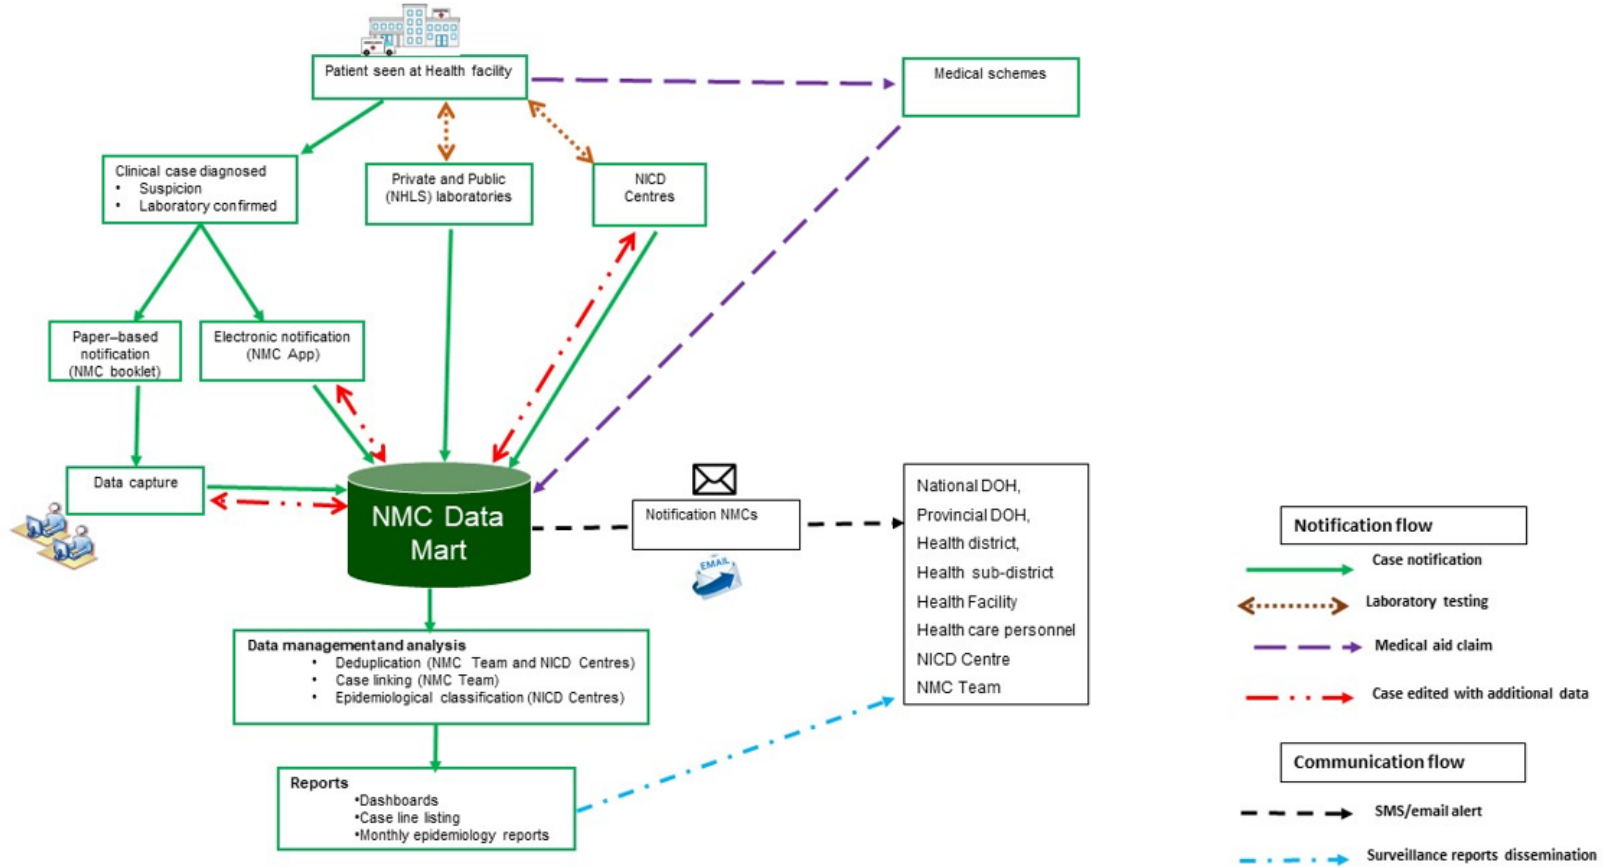 Patient seen at Health facility
Medical schemes
Clinical case diagnosed
• Suspicion
• Laboratory confirmed
Private and Public
(NHLS) laboratories
NICD
Centres
Paper–based
notification
(NMC booklet)
Electronic notification
(NMC App)
Data capture
NMC Data
Mart
Notification NMCs
EMAIL
National DOH,
Provincial DOH,
Health district,
Health sub-district
Health Facility
Health care personnel
NICD Centre
NMC Team
Data management and analysis
• Deduplication (NMC Team and NICD Centres)
• Case linking (NMC Team)
• Epidemiological classification (NICD Centres)
Reports
•Dashboards
•Case line listing
•Monthly epidemiology reports
Notification flow
Case notification
Laboratory testing
Medical aid claim
Case edited with additional data
Communication flow
SMS/email alert
Surveillance reports dissemination